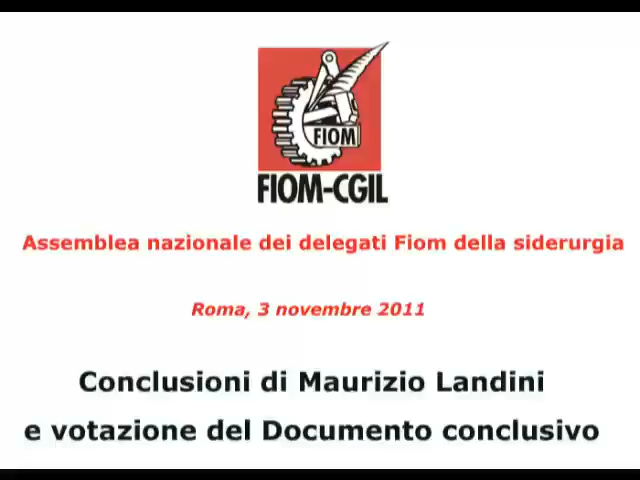 FIOM
FIOM-CGIL
Assemblea nazionale dei delegati Fiom della siderurgia
Roma, 3 novembre 2011
Conclusioni di Maurizio Landini
e votazione del Documento conclusivo